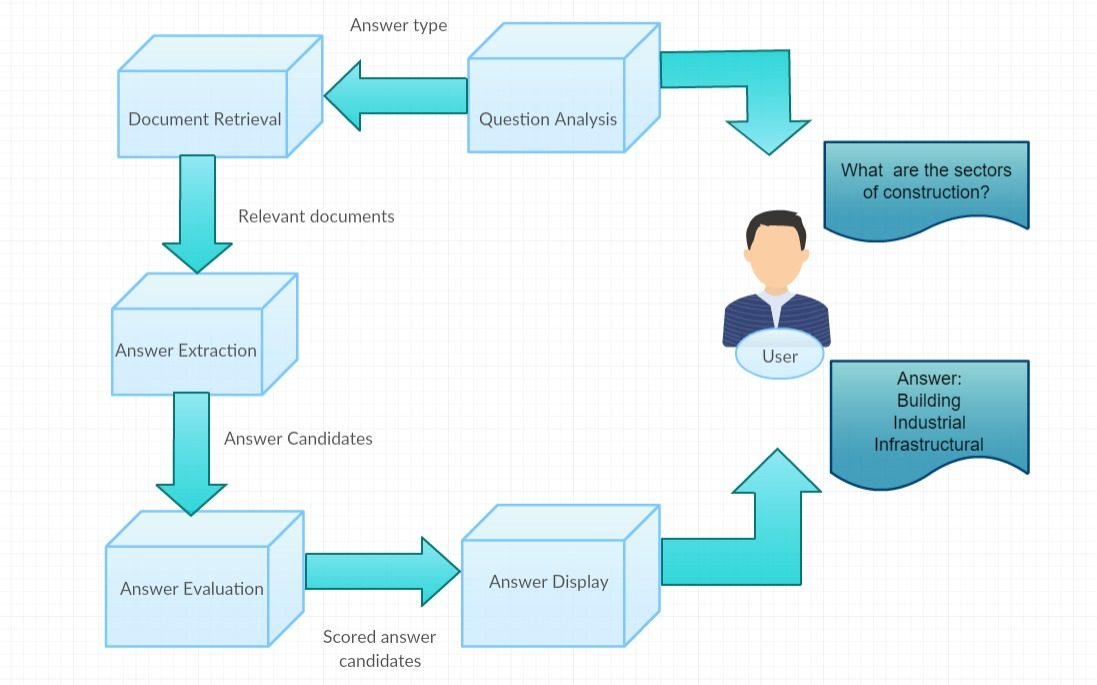 Answer type
Document Retrieval
Question Analysis
What are the sectors
of construction?
Relevant documents
Answer Extraction
User
Answer:
Building
Industrial
Infrastructural
Answer Candidates
Answer Evaluation
Answer Display
Scored answer
candidates